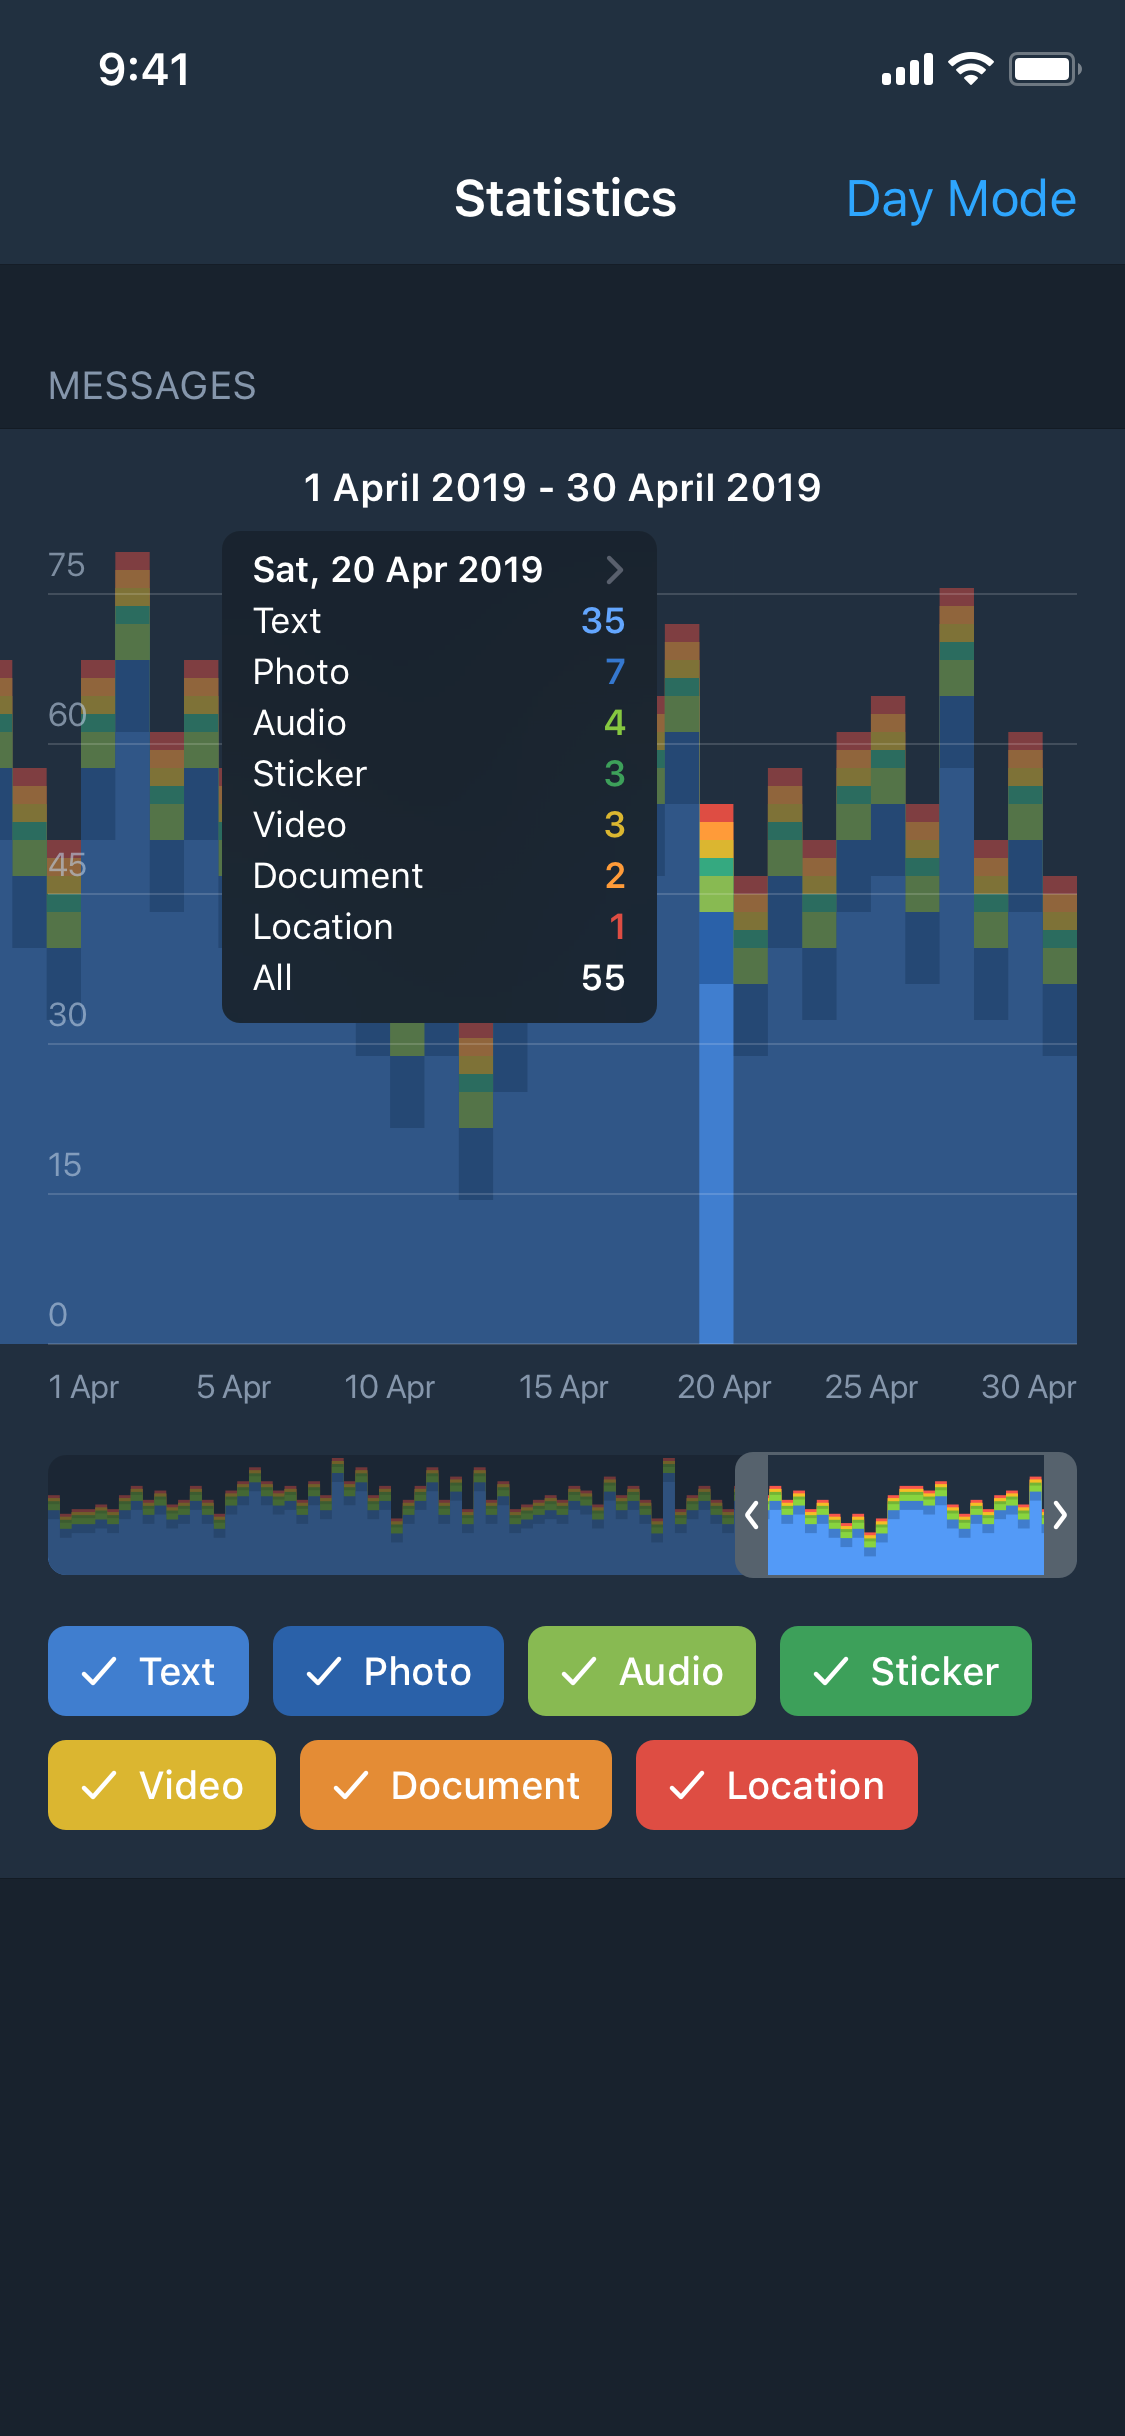 9:41
Statistics Day Mode
MESSAGES
1 April 2019 - 30 April 2019
75
60
45
30
15
0
Sat, 20 Apr 2019
Text 35
Photo 7
Audio 4
Sticker 3
Video 3
Document 2
Location 1
All 55
1 Apr 5 Apr 10 Apr 15 Apr 20 Apr 25 Apr 30 Apr
Text Photo Audio Sticker
Video Document Location